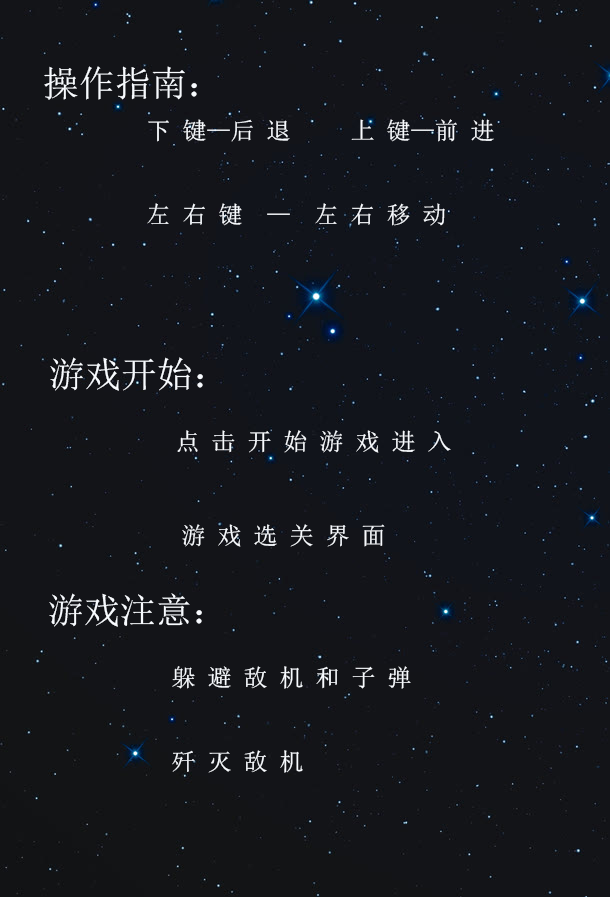 操作指南：
下键—后退 上键—前进
左右键 — 左右移动
游戏开始：
点击开始游戏进入
游戏选关界面
游戏注意：
躲避敌机和子弹
歼灭敌机